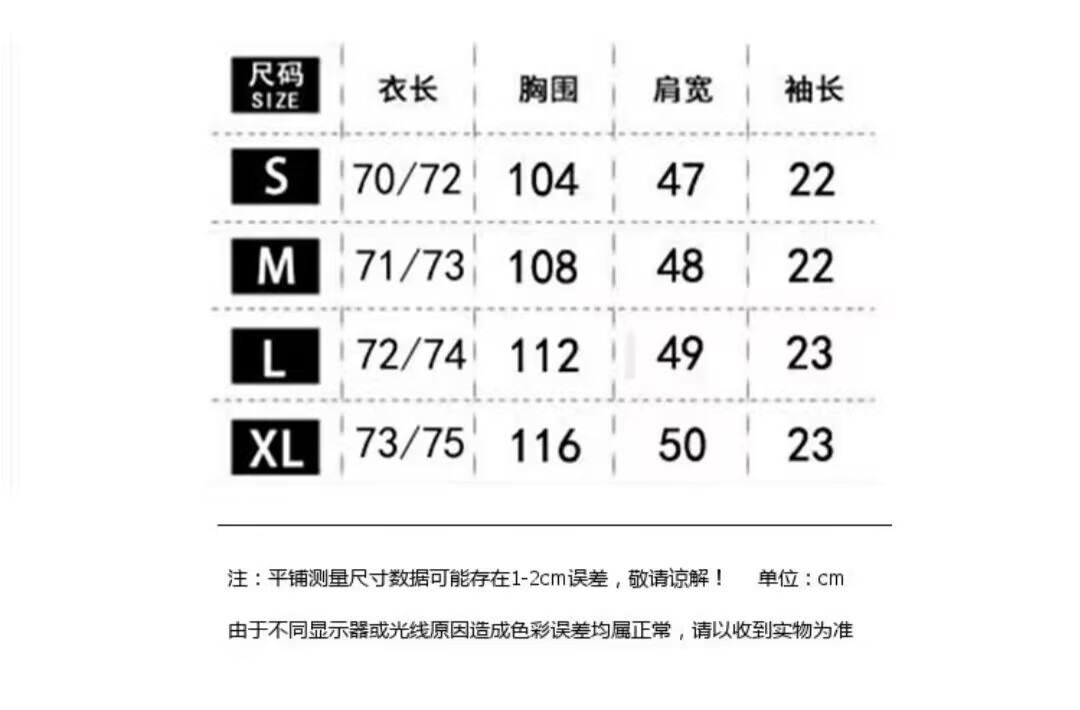 尺码 衣长 胸围 肩宽 袖长
SIZE
S 70/72 104 47 22
M 71/73 108 48 22
L 72/74 112 49 23
XL 73/75 116 50 23
注：平铺测量尺寸数据可能存在1-2cm误差，敬请谅解！ 单位：cm
由于不同显示器或光线原因造成色彩误差均属正常，请以收到实物为准